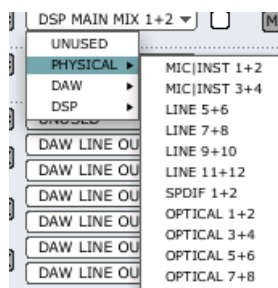 DSP MAIN MIX 1+2
UNUSED
PHYSICAL
DAW
DSP
MIC|INST 1+2
MIC|INST 3+4
LINE 5+6
LINE 7+8
LINE 9+10
LINE 11+12
SPDIF 1+2
OPTICAL 1+2
OPTICAL 3+4
OPTICAL 5+6
OPTICAL 7+8
UNUSED
DAW LINE OU
DAW LINE OU
DAW LINE OU
DAW LINE OU
DAW LINE OU
DAW LINE OU